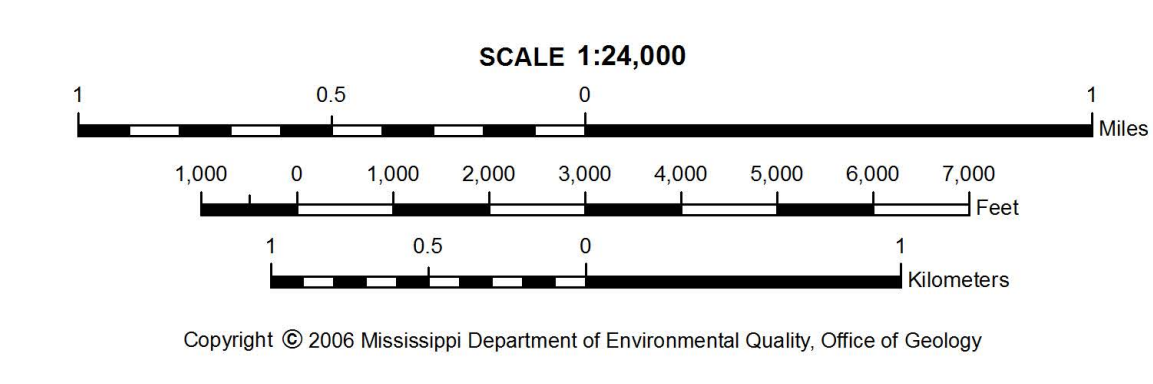 SCALE 1:24,000
1 0.5 0 1
Miles
1,000 0 1,000 2,000 3,000 4,000 5,000 6,000 7,000
Feet
1 0.5 0 1
Kilometers
Copyright © 2006 Mississippi Department of Environmental Quality, Office of Geology